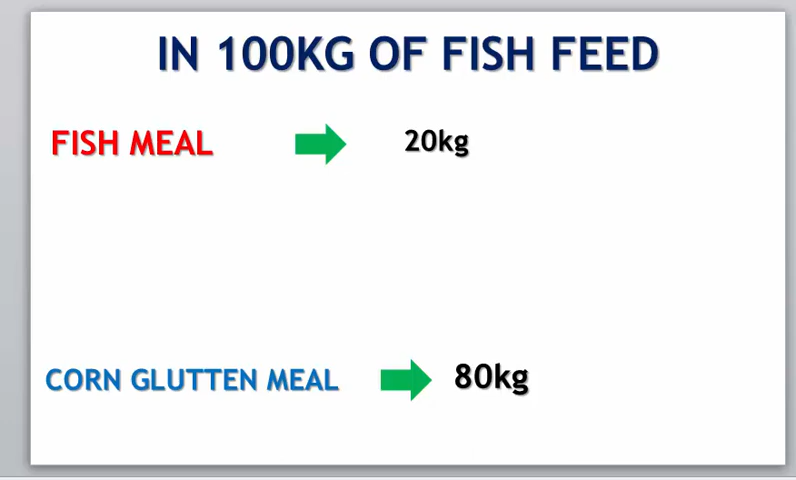 IN 100KG OF FISH FEED
FISH MEAL 20kg
CORN GLUTTEN MEAL 80kg